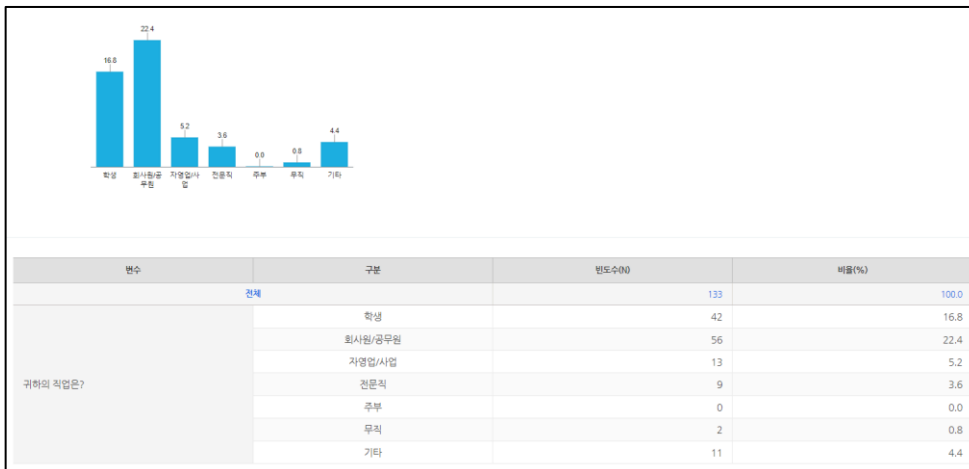 22.4
16.8
5.2
3.6
0.0
0.8
4.4
학생 회사원/공무원 자영업/사업 전문직 주부 무직 기타
변수 구분 빈도수(N) 비율(%)
전체 133 100.0
학생 42 16.8
회사원/공무원 56 22.4
자영업/사업 13 5.2
귀하의 직업은? 전문직 9 3.6
주부 0 0.0
무직 2 0.8
기타 11 4.4